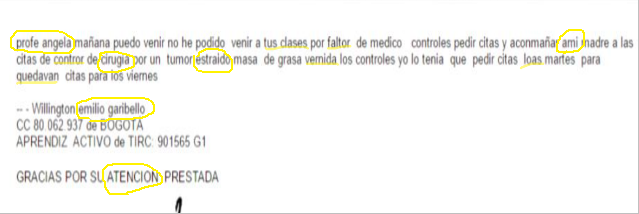 profe angela mañana puedo venir no he podido venir a tus clases por faltor de medico controles pedir citas y aconmañar ami madre a las
citas de contror de cirugia por un tumor estraido masa de grasa vernida los controles yo lo tenia que pedir citas loas martes para
quedavan citas para los viernes
-- - Willington emilio garibello
CC 80.062.937 de BOGOTA
APRENDIZ ACTIVO de TIRC: 901565 G1
GRACIAS POR SU ATENCION PRESTADA